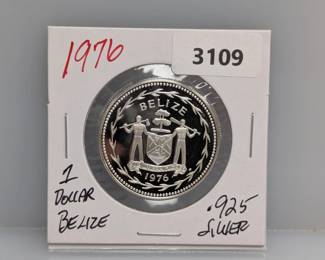 1976
3109
BELIZE
1976
1
DOLLAR
BELIZE
.925
SILVER